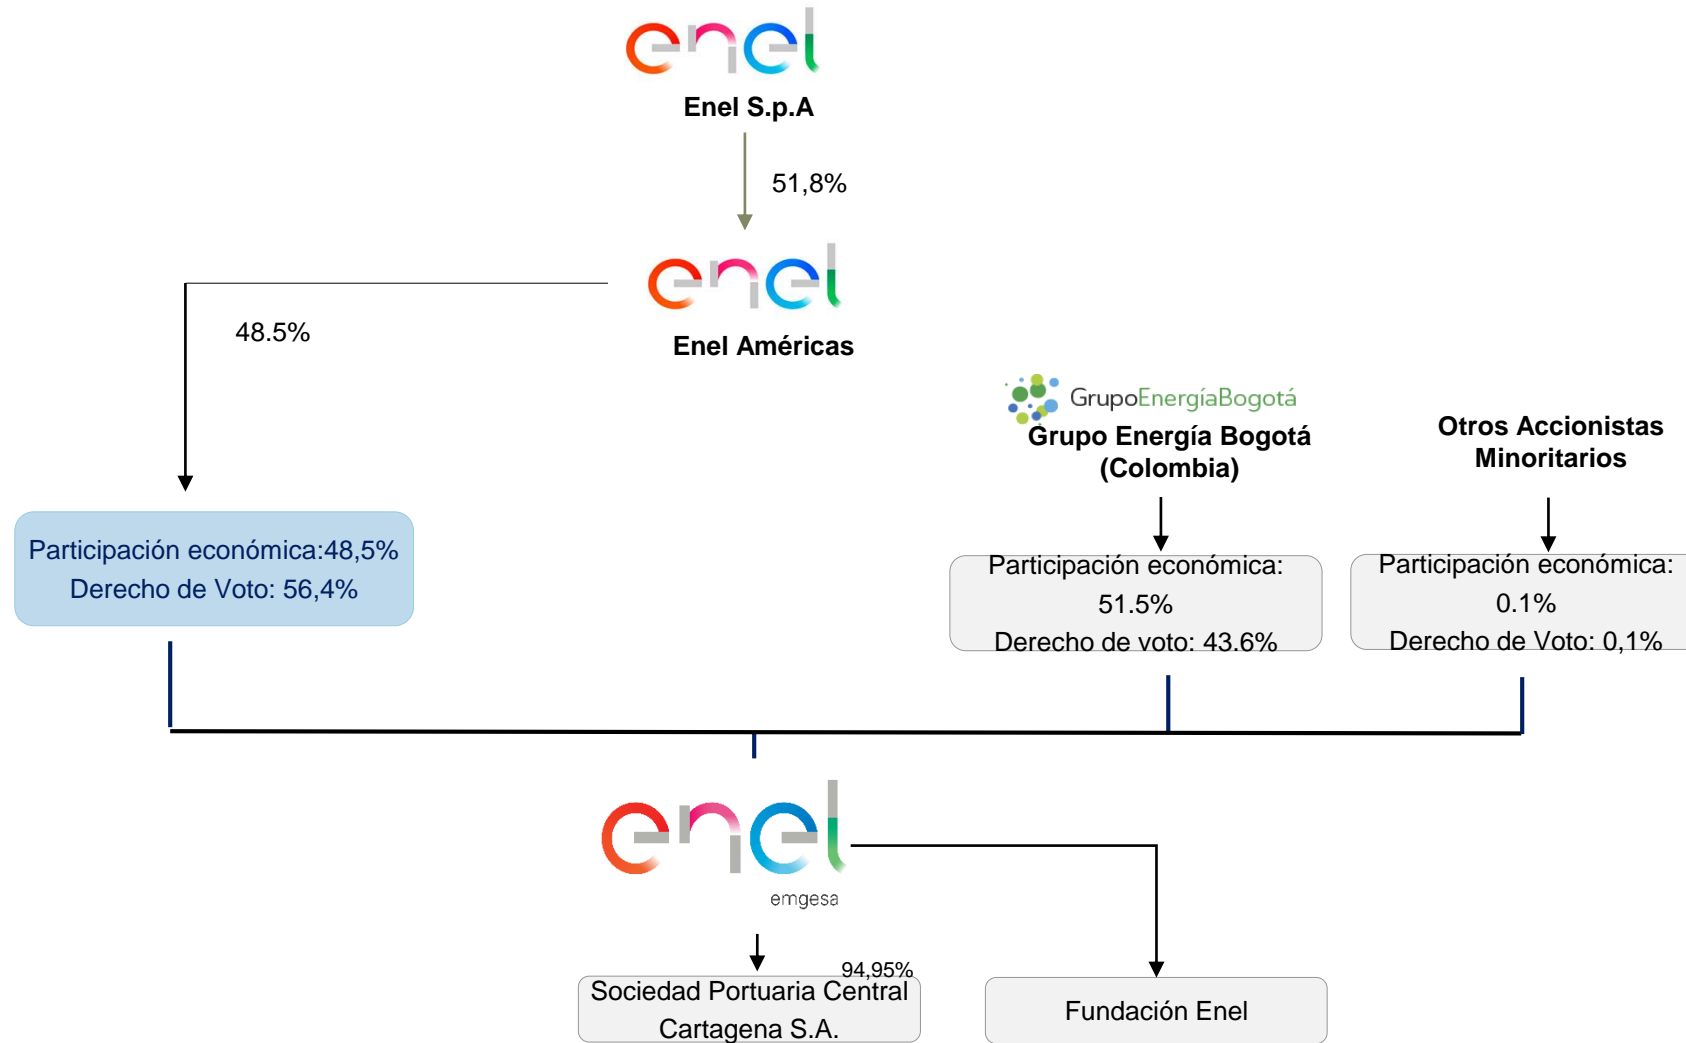 enel
Enel S.p.A
51,8%
enel
Enel Américas
48.5%
GrupoEnergíaBogotá
Grupo Energía Bogotá
(Colombia)
Otros Accionistas
Minoritarios
Participación económica:48,5%
Derecho de Voto: 56,4%
Participación económica:
51.5%
Derecho de voto: 43.6%
Participación económica:
0.1%
Derecho de Voto: 0,1%
enel
emgesa
94,95%
Sociedad Portuaria Central
Cartagena S.A.
Fundación Enel